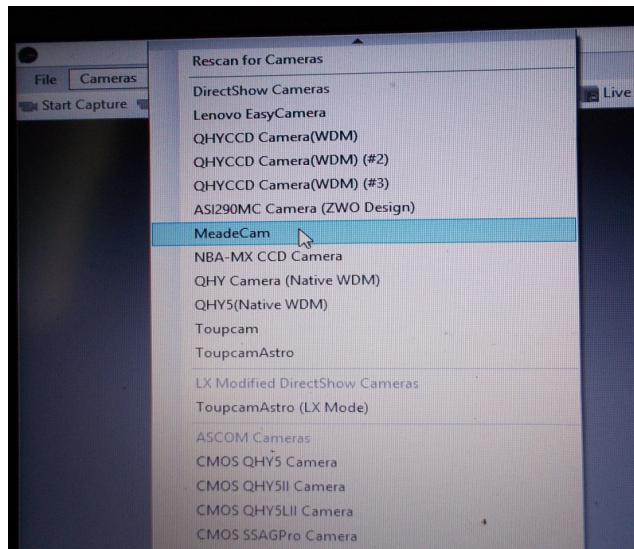 Rescan for Cameras
File Cameras
DirectShow Cameras
Start Capture
Live
Lenovo EasyCamera
QHYCCD Camera(WDM)
QHYCCD Camera(WDM) (#2)
QHYCCD Camera(WDM) (#3)
ASI290MC Camera (ZWO Design)
MeadeCam
NBA-MX CCD Camera
QHY Camera (Native WDM)
QHY5(Native WDM)
Toupcam
ToupcamAstro
LX Modified DirectShow Cameras
ToupcamAstro (LX Mode)
ASCOM Cameras
CMOS QHY5 Camera
CMOS QHY5II Camera
CMOS QHY5LII Camera
CMOS SSAGPro Camera